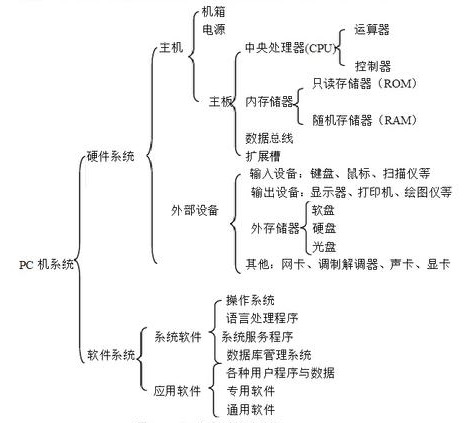 机箱
电源
主机
中央处理器(CPU)
运算器
控制器
主板
内存储器
只读存储器（ROM）
随机存储器（RAM）
数据总线
扩展槽
硬件系统
输入设备：键盘、鼠标、扫描仪等
输出设备：显示器、打印机、绘图仪等
外部设备
外存储器
软盘
硬盘
光盘
其他：网卡、调制解调器、声卡、显卡
PC 机系统
操作系统
语言处理程序
系统软件
系统服务程序
数据库管理系统
软件系统
各种用户程序与数据
应用软件
专用软件
通用软件